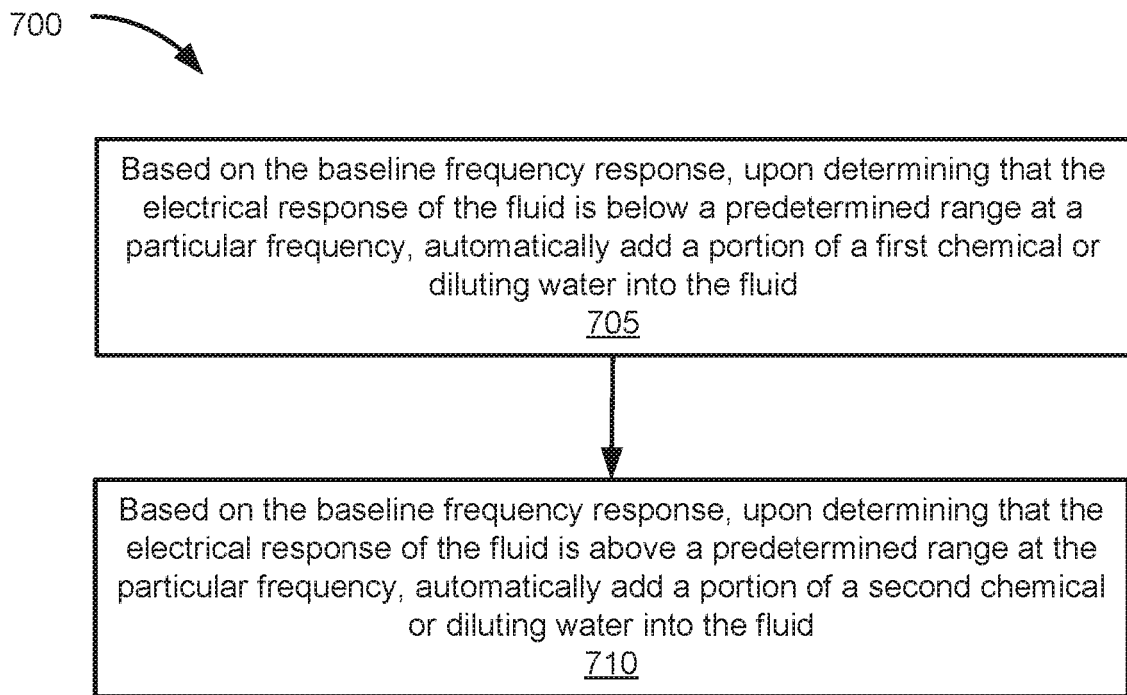 700
Based on the baseline frequency response, upon determining that the
electrical response of the fluid is below a predetermined range at a
particular frequency, automatically add a portion of a first chemical or
diluting water into the fluid
705
Based on the baseline frequency response, upon determining that the
electrical response of the fluid is above a predetermined range at the
particular frequency, automatically add a portion of a second chemical
or diluting water into the fluid
710